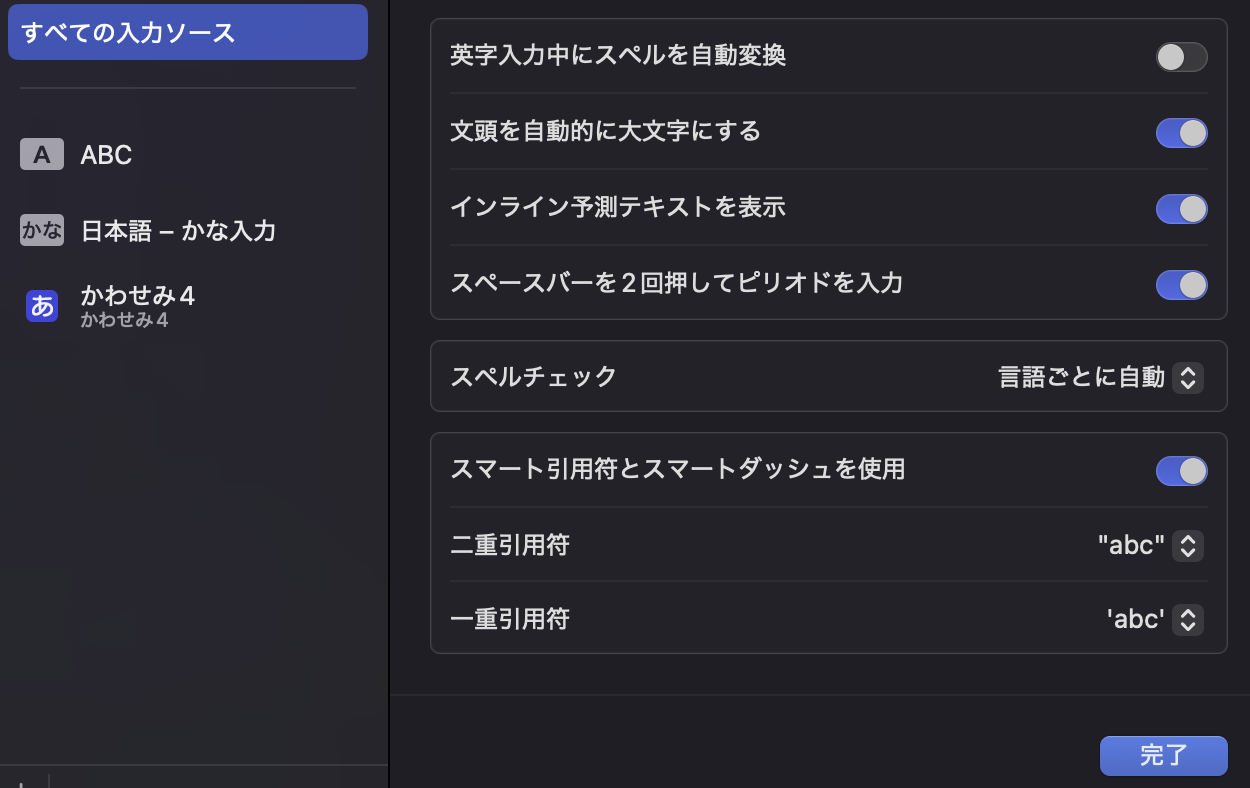 すべての入力ソース
A ABC
かな 日本語 – かな入力
あ かわせみ４
かわせみ４
英字入力中にスペルを自動変換
文頭を自動的に大文字にする
インライン予測テキストを表示
スペースバーを２回押してピリオドを入力
スペルチェック 言語ごとに自動
スマート引用符とスマートダッシュを使用
二重引用符 "abc"
一重引用符 'abc'
完了